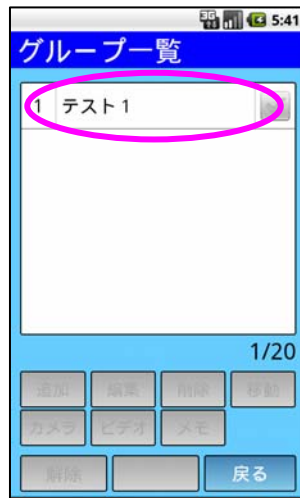 3G
5:41
グループ一覧
1 テスト1
1/20
追加 編集 削除 移動
カメラ ビデオ メモ
解除 戻る